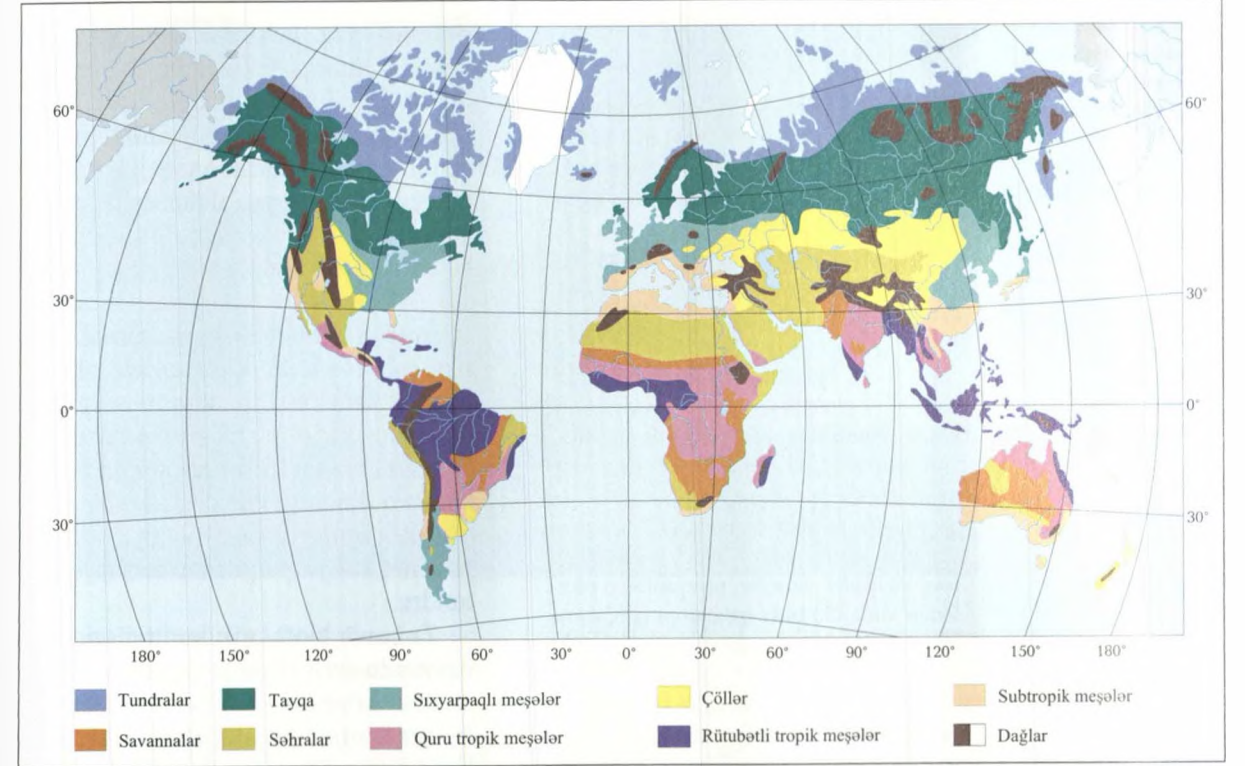 60°
60°
30°
30°
0°
0°
30°
30°
180° 150° 120° 90° 60° 30° 0° 30° 60° 90° 120° 150° 180°
Tundralar Tayqa Sıxyarpaqlı meşələr Çöllər Subtropik meşələr
Savannalar Səhralar Quru tropik meşələr Rütubətli tropik meşələr Dağlar